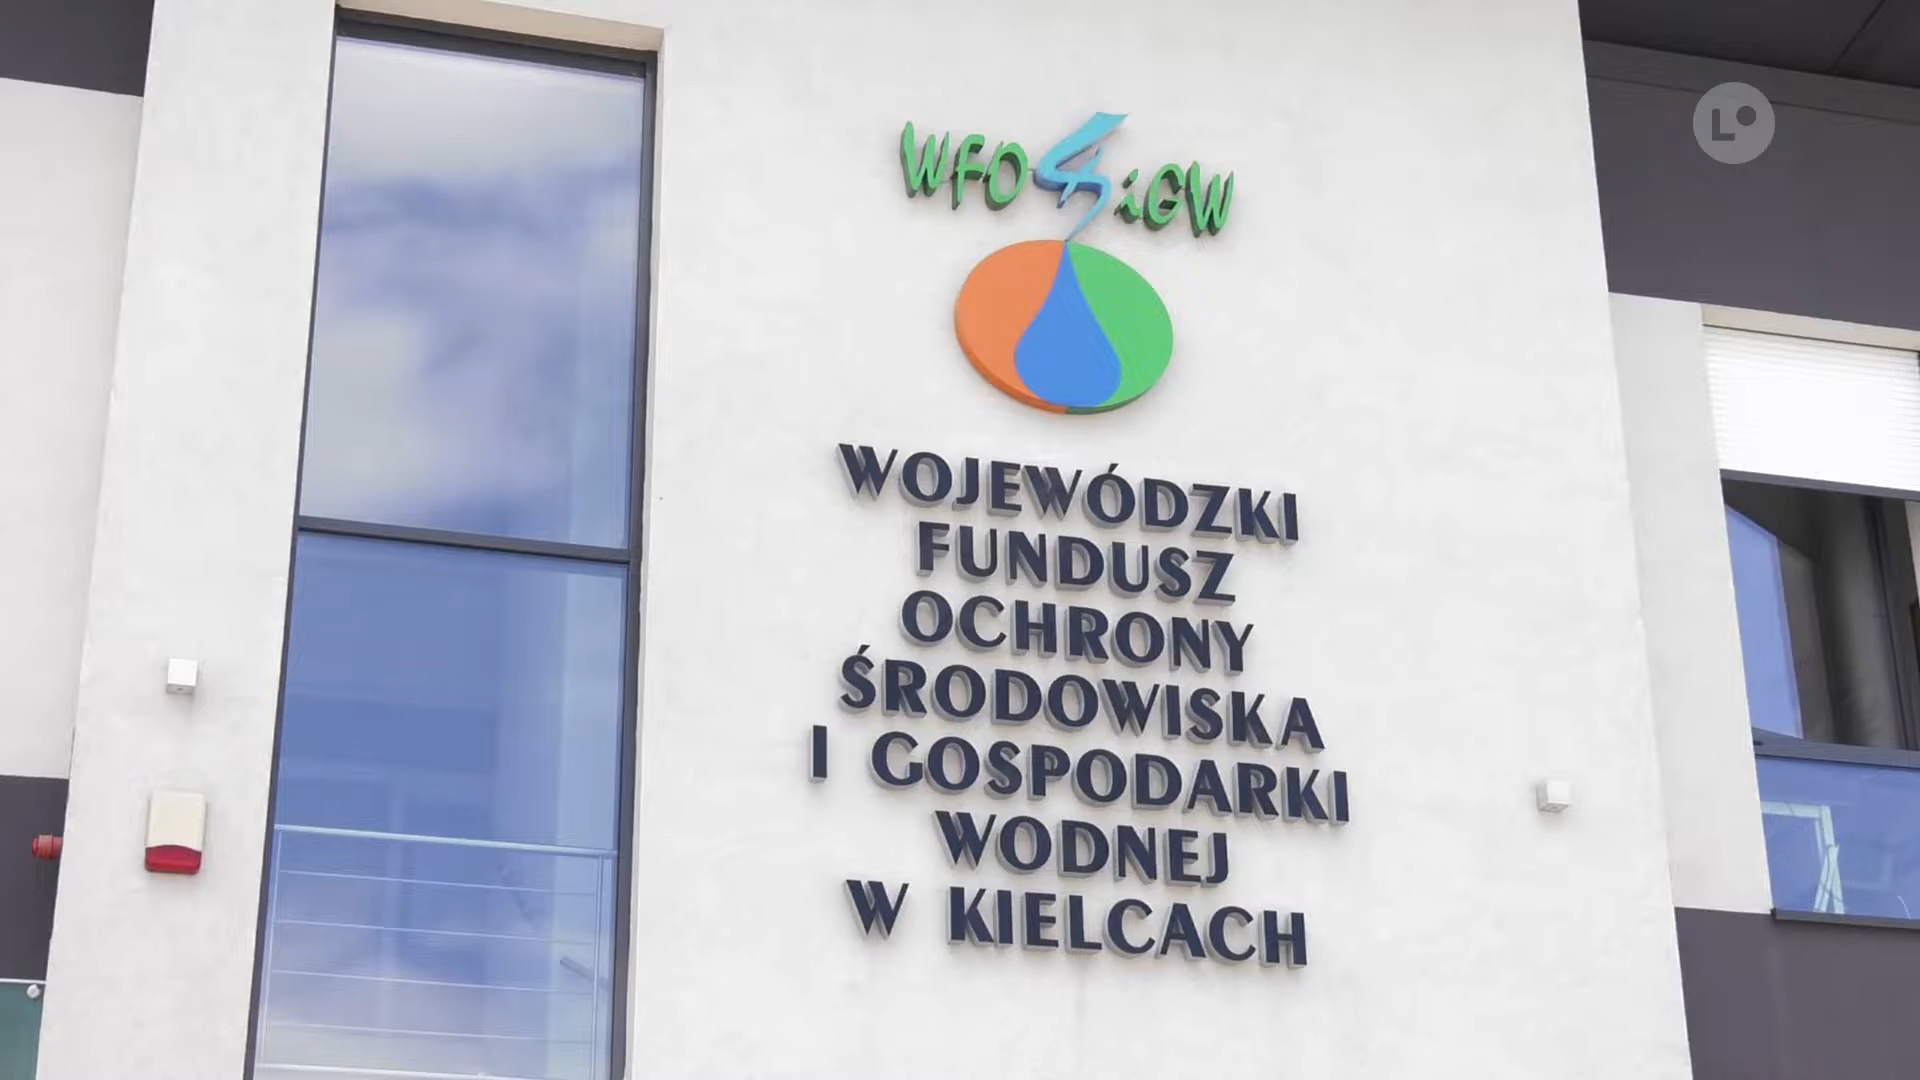 WFOŚiGW
WOJEWÓDZKI
FUNDUSZ
OCHRONY
ŚRODOWISKA
I GOSPODARKI
WODNEJ
W KIELCACH
L